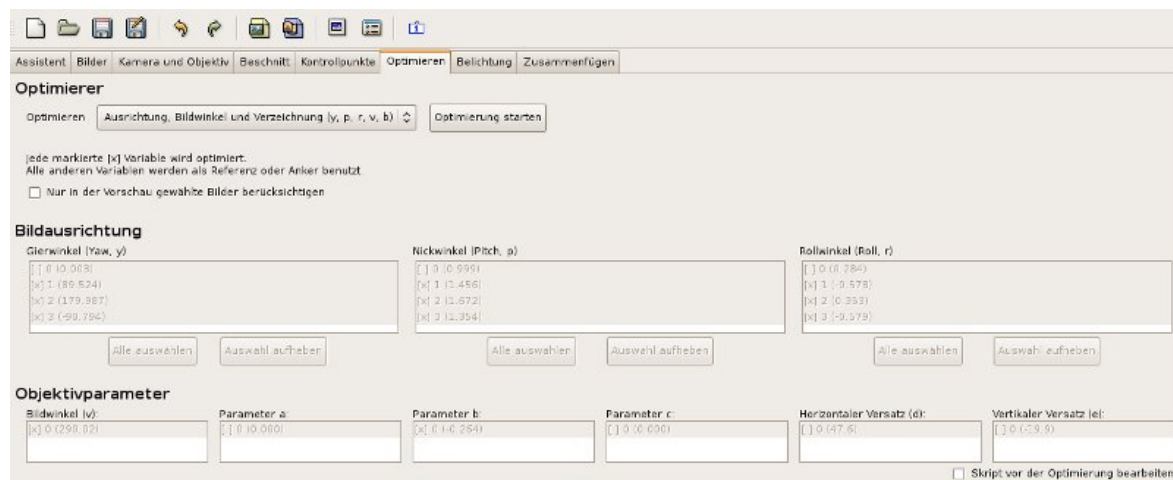 Assistent Bilder Kamera und Objektiv Beschnitt Kontrollpunkte Optimieren Belichtung Zusammenfügen
Optimierer
Optimieren Ausrichtung, Bildwinkel und Verzeichnung (y, p, r, v, b) Optimierung starten
Jede markierte [x] Variable wird optimiert.
Alle anderen Variablen werden als Referenz oder Anker benutzt
Nur in der Vorschau gewählte Bilder berücksichtigen
Bildausrichtung
Gierwinkel (Yaw, y) Nickwinkel (Pitch, p) Rollwinkel (Roll, r)
[ ] 0 (0.003) [ ] 0 (0.999) [ ] 0 (0.284)
[x] 1 (89.524) [x] 1 (1.456) [x] 1 (-0.578)
[x] 2 (179.987) [x] 2 (1.672) [x] 2 (0.353)
[x] 3 (-90.794) [x] 3 (1.354) [x] 3 (-0.579)
Alle auswählen Auswahl aufheben Alle auswählen Auswahl aufheben Alle auswählen Auswahl aufheben
Objektivparameter
Bildwinkel (v): Parameter a: Parameter b: Parameter c: Horizontaler Versatz (d): Vertikaler Versatz (e):
[x] 0 (290.02) [ ] 0 (0.000) [x] 0 (-0.264) [ ] 0 (0.000) [ ] 0 (47.6) [ ] 0 (-19.9)
Skript vor der Optimierung bearbeiten